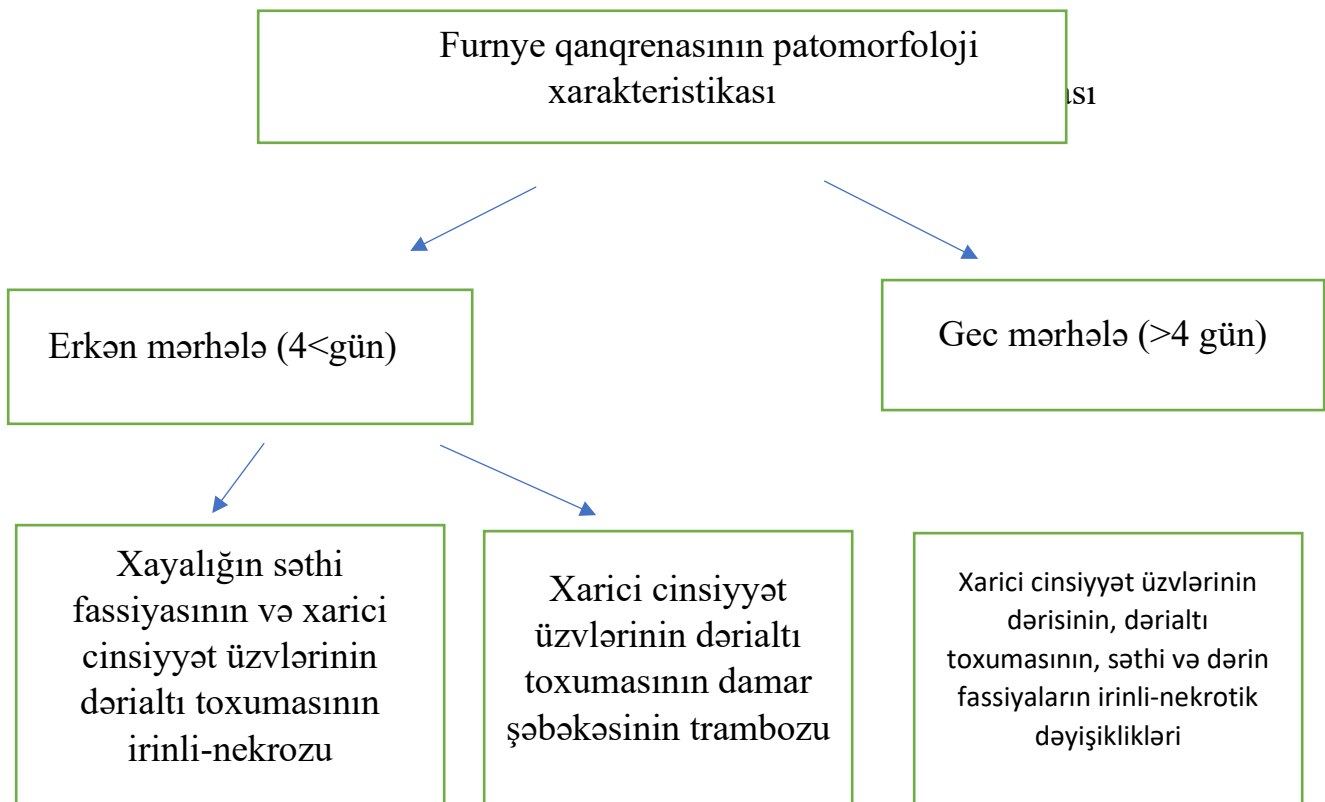 Furnye qanqrenasının patomorfoloji
xarakteristikası
Erkən mərhələ (4<gün)
Gec mərhələ (>4 gün)
Xayalığın səthi
fassiyasının və xarici
cinsiyyət üzvlərinin
dərialtı toxumasının
irinli-nekrozu
Xarici cinsiyyət
üzvlərinin dərialtı
toxumasının damar
şəbəkəsinin trambozu
Xarici cinsiyyət üzvlərinin
dərisinin, dərialtı
toxumasının, səthi və dərin
fassiyaların irinli-nekrotik
dəyişiklikləri